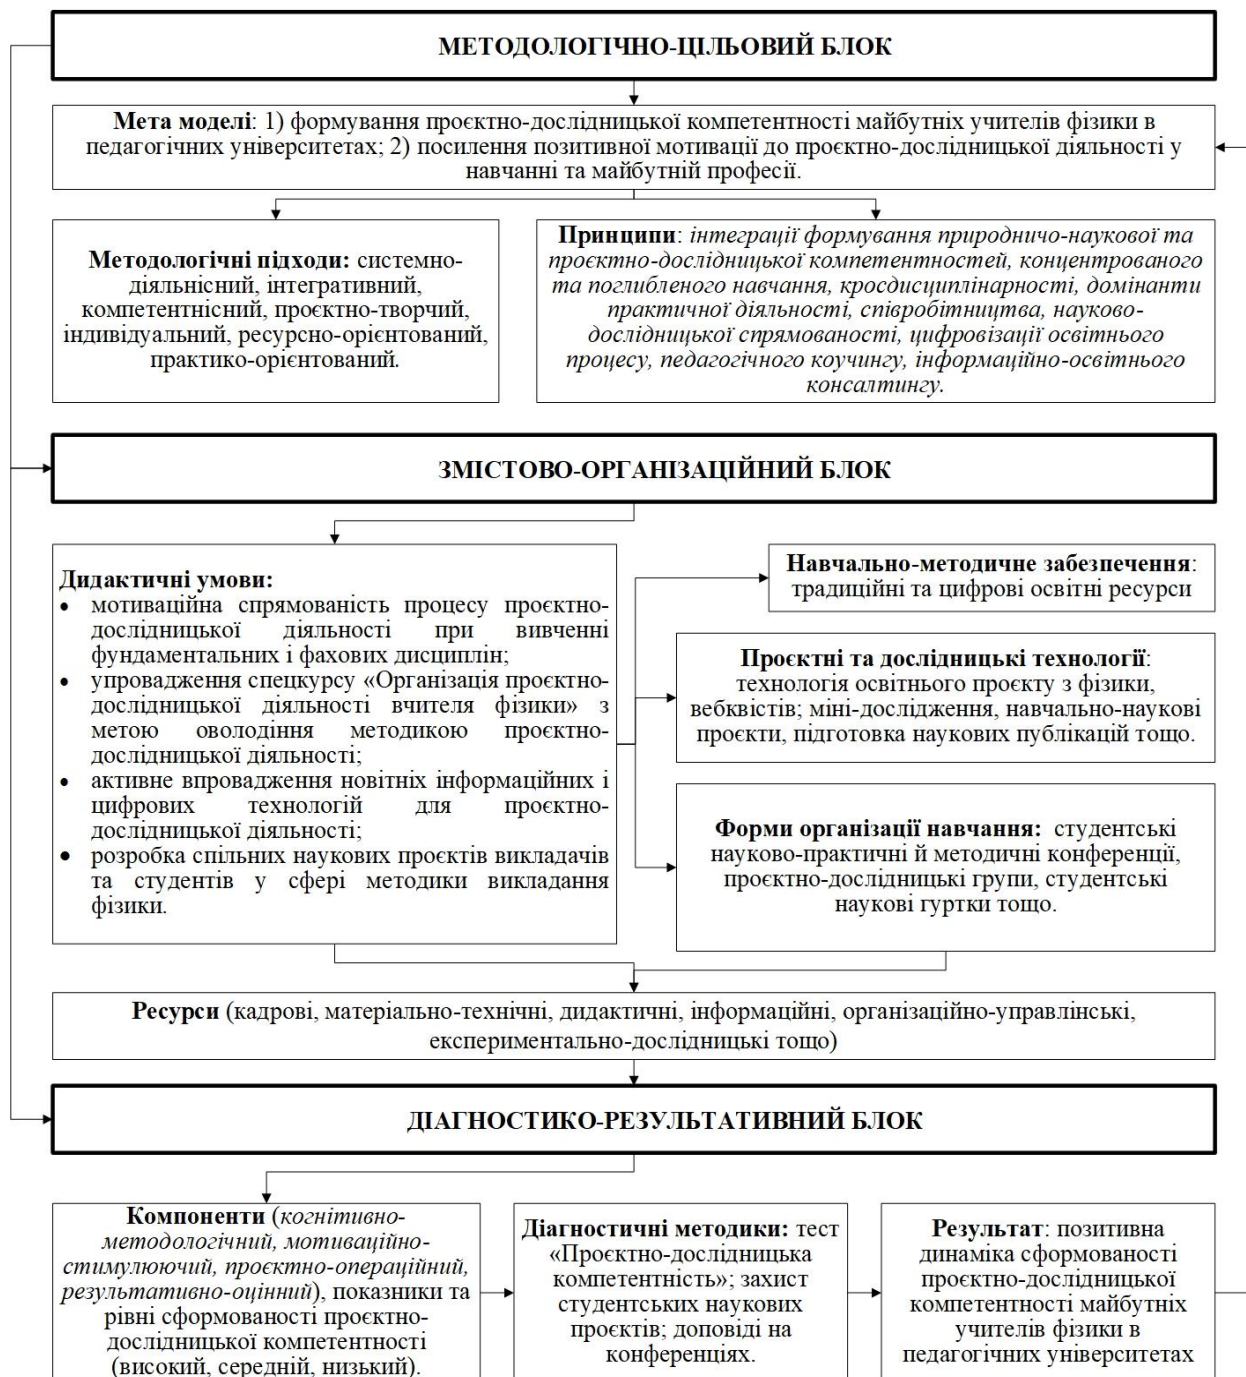 МЕТОДОЛОГІЧНО-ЦІЛЬОВИЙ БЛОК
Мета моделі: 1) формування проєктно-дослідницької компетентності майбутніх учителів фізики в
педагогічних університетах; 2) посилення позитивної мотивації до проєктно-дослідницької діяльності у
навчанні та майбутній професії.
Методологічні підходи: системно-
діяльнісний, інтегративний,
компетентнісний, проєктно-творчий,
індивідуальний, ресурсно-орієнтований,
практико-орієнтований.
Принципи: інтеграції формування природничо-наукової та
проєктно-дослідницької компетентностей, концентрованого
та поглибленого навчання, кросдисциплінарності, домінанти
практичної діяльності, співробітництва, науково-
дослідницької спрямованості, цифровізації освітнього
процесу, педагогічного коучингу, інформаційно-освітнього
консалтингу.
ЗМІСТОВО-ОРГАНІЗАЦІЙНИЙ БЛОК
Дидактичні умови:
• мотиваційна спрямованість процесу проєктно-
дослідницької діяльності при вивченні
фундаментальних і фахових дисциплін;
• упровадження спецкурсу «Організація проєктно-
дослідницької діяльності вчителя фізики» з
метою оволодіння методикою проєктно-
дослідницької діяльності;
• активне впровадження новітніх інформаційних і
цифрових технологій для проєктно-
дослідницької діяльності;
• розробка спільних наукових проєктів викладачів
та студентів у сфері методики викладання
фізики.
Навчально-методичне забезпечення:
традиційні та цифрові освітні ресурси
Проєктні та дослідницькі технології:
технологія освітнього проєкту з фізики,
вебквістів; міні-дослідження, навчально-наукові
проєкти, підготовка наукових публікацій тощо.
Форми організації навчання: студентські
науково-практичні й методичні конференції,
проєктно-дослідницькі групи, студентські
наукові гуртки тощо.
Ресурси (кадрові, матеріально-технічні, дидактичні, інформаційні, організаційно-управлінські,
експериментально-дослідницькі тощо)
ДІАГНОСТИКО-РЕЗУЛЬТАТИВНИЙ БЛОК
Компоненти (когнітивно-
методологічний, мотиваційно-
стимулюючий, проєктно-операційний,
результативно-оцінний), показники та
рівні сформованості проєктно-
дослідницької компетентності
(високий, середній, низький).
Діагностичні методики: тест
«Проєктно-дослідницька
компетентність»; захист
студентських наукових
проєктів; доповіді на
конференціях.
Результат: позитивна
динаміка сформованості
проєктно-дослідницької
компетентності майбутніх
учителів фізики в
педагогічних університетах